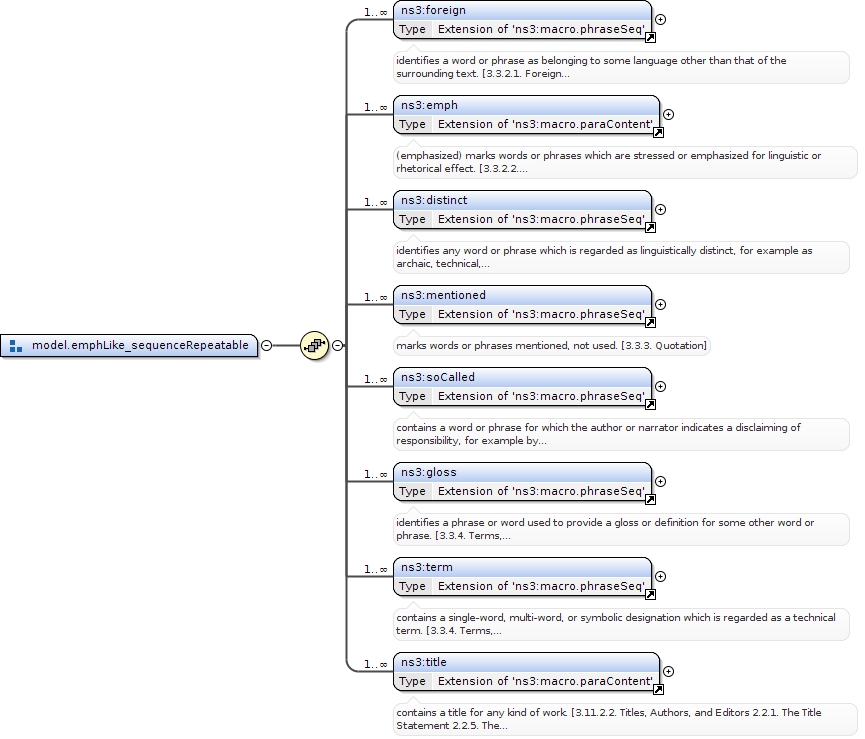 1..∞
ns3:foreign
Type Extension of 'ns3:macro.phraseSeq'
identifies a word or phrase as belonging to some language other than that of the
surrounding text. [3.3.2.1. Foreign...
1..∞
ns3:emph
Type Extension of 'ns3:macro.paraContent'
(emphasized) marks words or phrases which are stressed or emphasized for linguistic or
rhetorical effect. [3.3.2.2....
1..∞
ns3:distinct
Type Extension of 'ns3:macro.phraseSeq'
identifies any word or phrase which is regarded as linguistically distinct, for example as
archaic, technical,...
1..∞
ns3:mentioned
Type Extension of 'ns3:macro.phraseSeq'
marks words or phrases mentioned, not used. [3.3.3. Quotation]
model.emphLike_sequenceRepeatable
1..∞
ns3:soCalled
Type Extension of 'ns3:macro.phraseSeq'
contains a word or phrase for which the author or narrator indicates a disclaiming of
responsibility, for example by...
1..∞
ns3:gloss
Type Extension of 'ns3:macro.phraseSeq'
identifies a phrase or word used to provide a gloss or definition for some other word or
phrase. [3.3.4. Terms,...
1..∞
ns3:term
Type Extension of 'ns3:macro.phraseSeq'
contains a single-word, multi-word, or symbolic designation which is regarded as a technical
term. [3.3.4. Terms,...
1..∞
ns3:title
Type Extension of 'ns3:macro.paraContent'
contains a title for any kind of work. [3.11.2.2. Titles, Authors, and Editors 2.2.1. The Title
Statement 2.2.5. The...